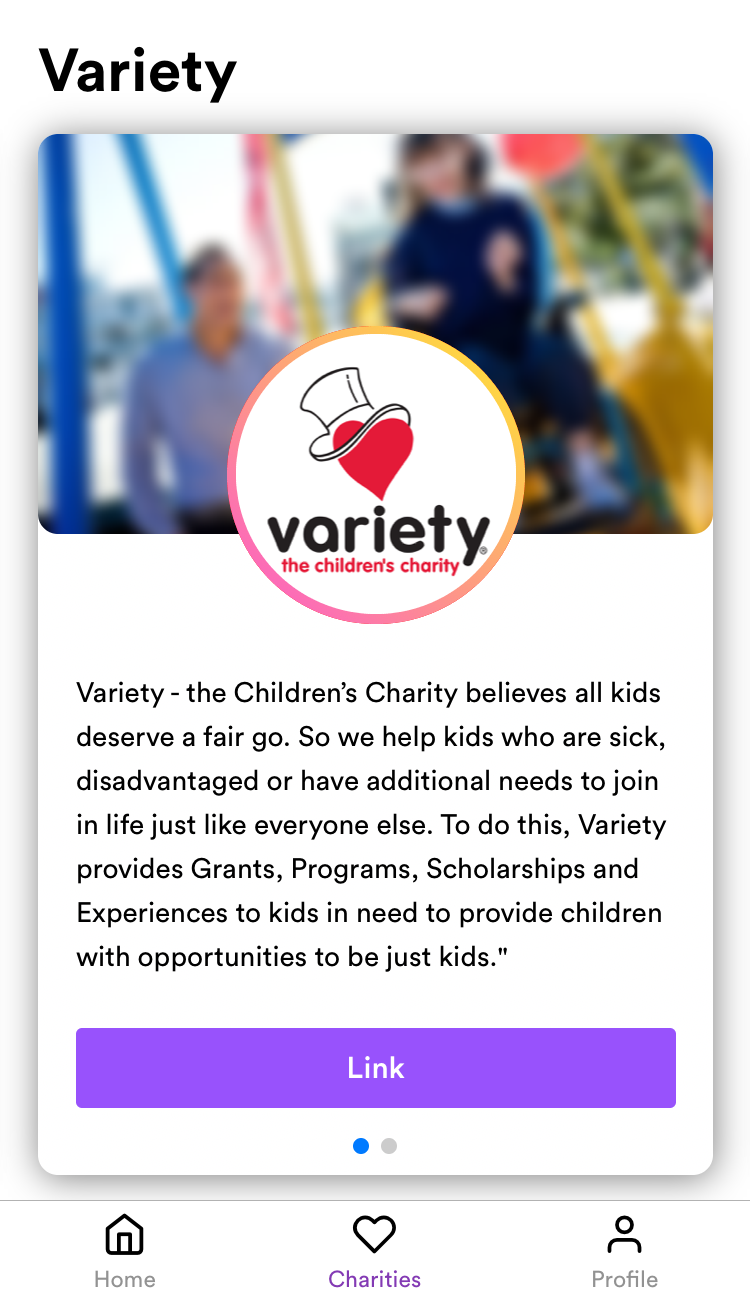 Variety
variety®
the children's charity
Variety - the Children’s Charity believes all kids
deserve a fair go. So we help kids who are sick,
disadvantaged or have additional needs to join
in life just like everyone else. To do this, Variety
provides Grants, Programs, Scholarships and
Experiences to kids in need to provide children
with opportunities to be just kids."
Link
Home
Charities
Profile